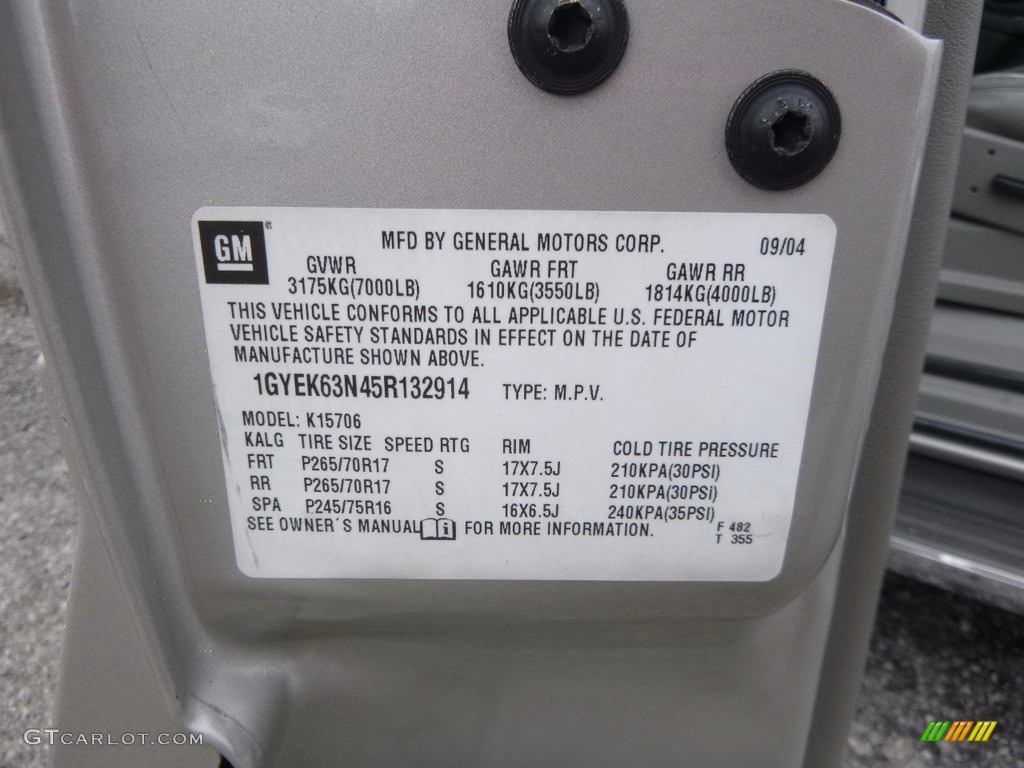 GM ®
MFD BY GENERAL MOTORS CORP. 09/04
GVWR GAWR FRT GAWR RR
3175KG(7000LB) 1610KG(3550LB) 1814KG(4000LB)
THIS VEHICLE CONFORMS TO ALL APPLICABLE U.S. FEDERAL MOTOR
VEHICLE SAFETY STANDARDS IN EFFECT ON THE DATE OF
MANUFACTURE SHOWN ABOVE.
1GYEK63N45R132914 TYPE: M.P.V.
MODEL: K15706
KALG TIRE SIZE SPEED RTG RIM COLD TIRE PRESSURE
FRT P265/70R17 S 17X7.5J 210KPA(30PSI)
RR P265/70R17 S 17X7.5J 210KPA(30PSI)
SPA P245/75R16 S 16X6.5J 240KPA(35PSI)
SEE OWNER'S MANUAL i FOR MORE INFORMATION.
F 482
T 355
GTCARLOT.COM